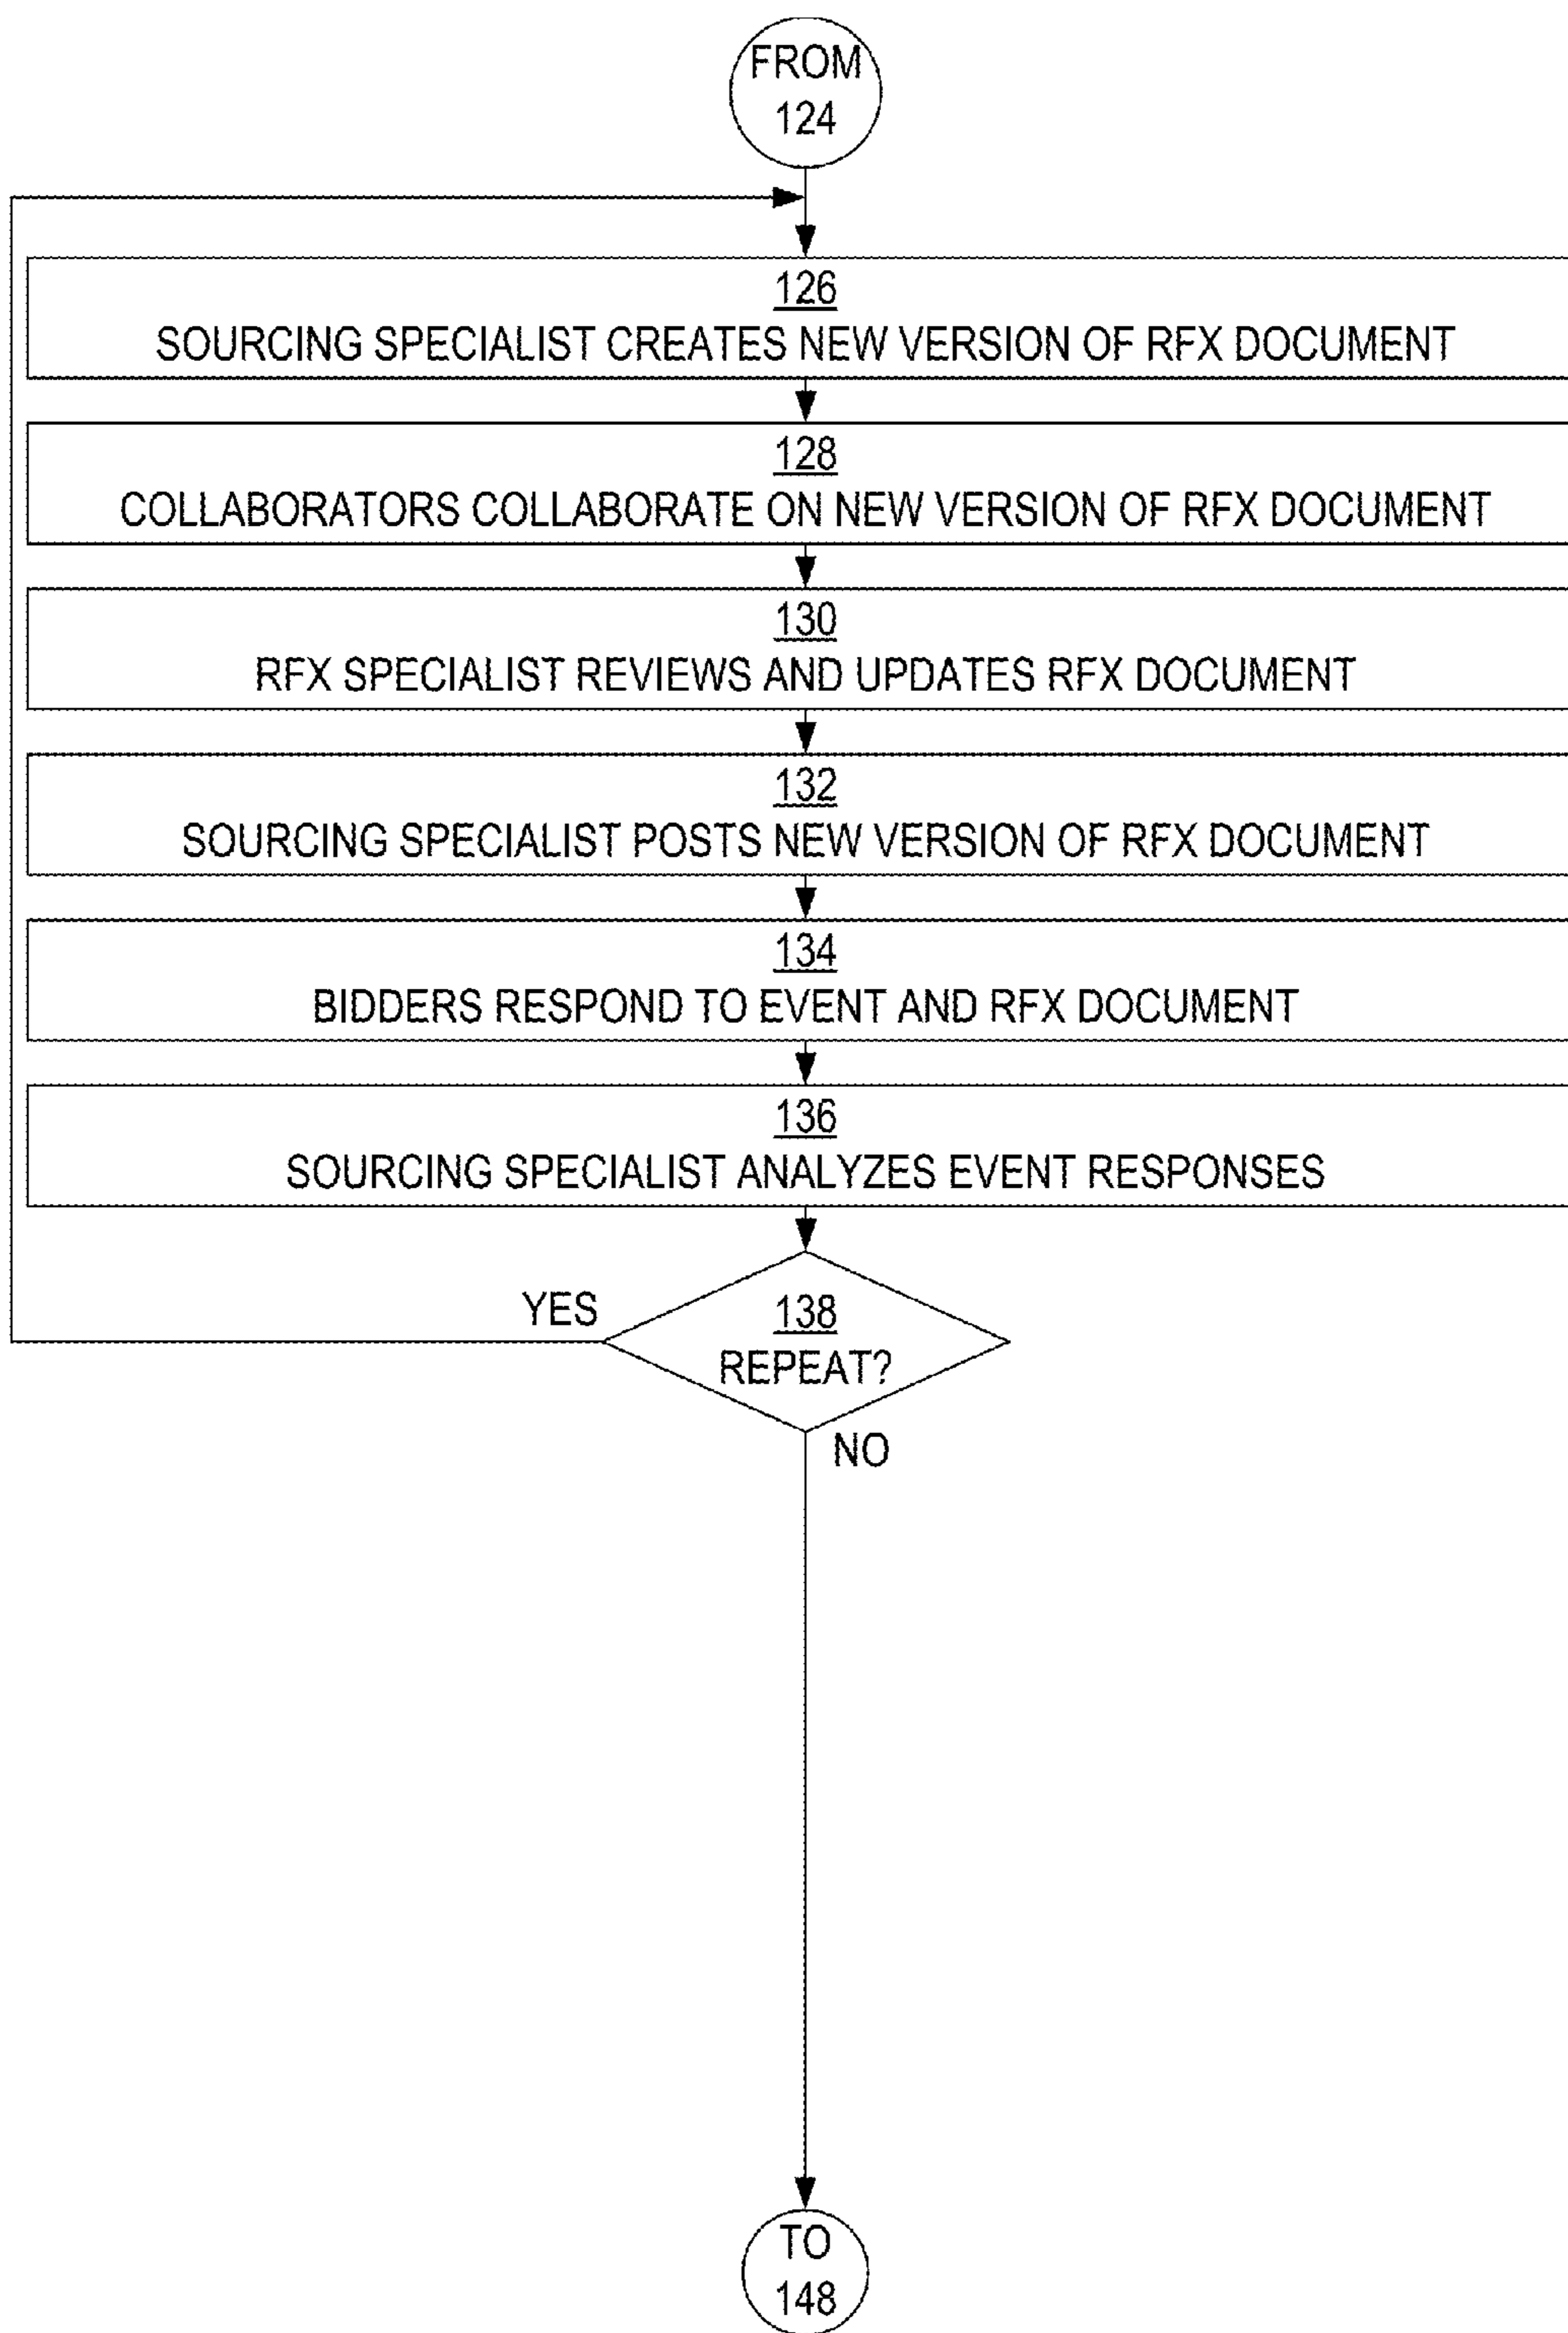 FROM
124
126
SOURCING SPECIALIST CREATES NEW VERSION OF RFX DOCUMENT
128
COLLABORATORS COLLABORATE ON NEW VERSION OF RFX DOCUMENT
130
RFX SPECIALIST REVIEWS AND UPDATES RFX DOCUMENT
132
SOURCING SPECIALIST POSTS NEW VERSION OF RFX DOCUMENT
134
BIDDERS RESPOND TO EVENT AND RFX DOCUMENT
136
SOURCING SPECIALIST ANALYZES EVENT RESPONSES
YES
138
REPEAT?
NO
TO
148